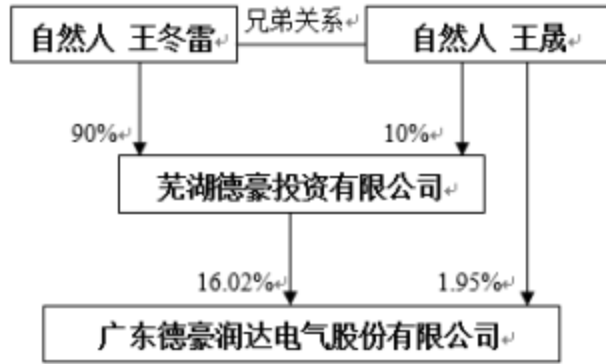 自然人 王冬雷
兄弟关系
自然人 王晟
90%
10%
芜湖德豪投资有限公司
16.02%
1.95%
广东德豪润达电气股份有限公司